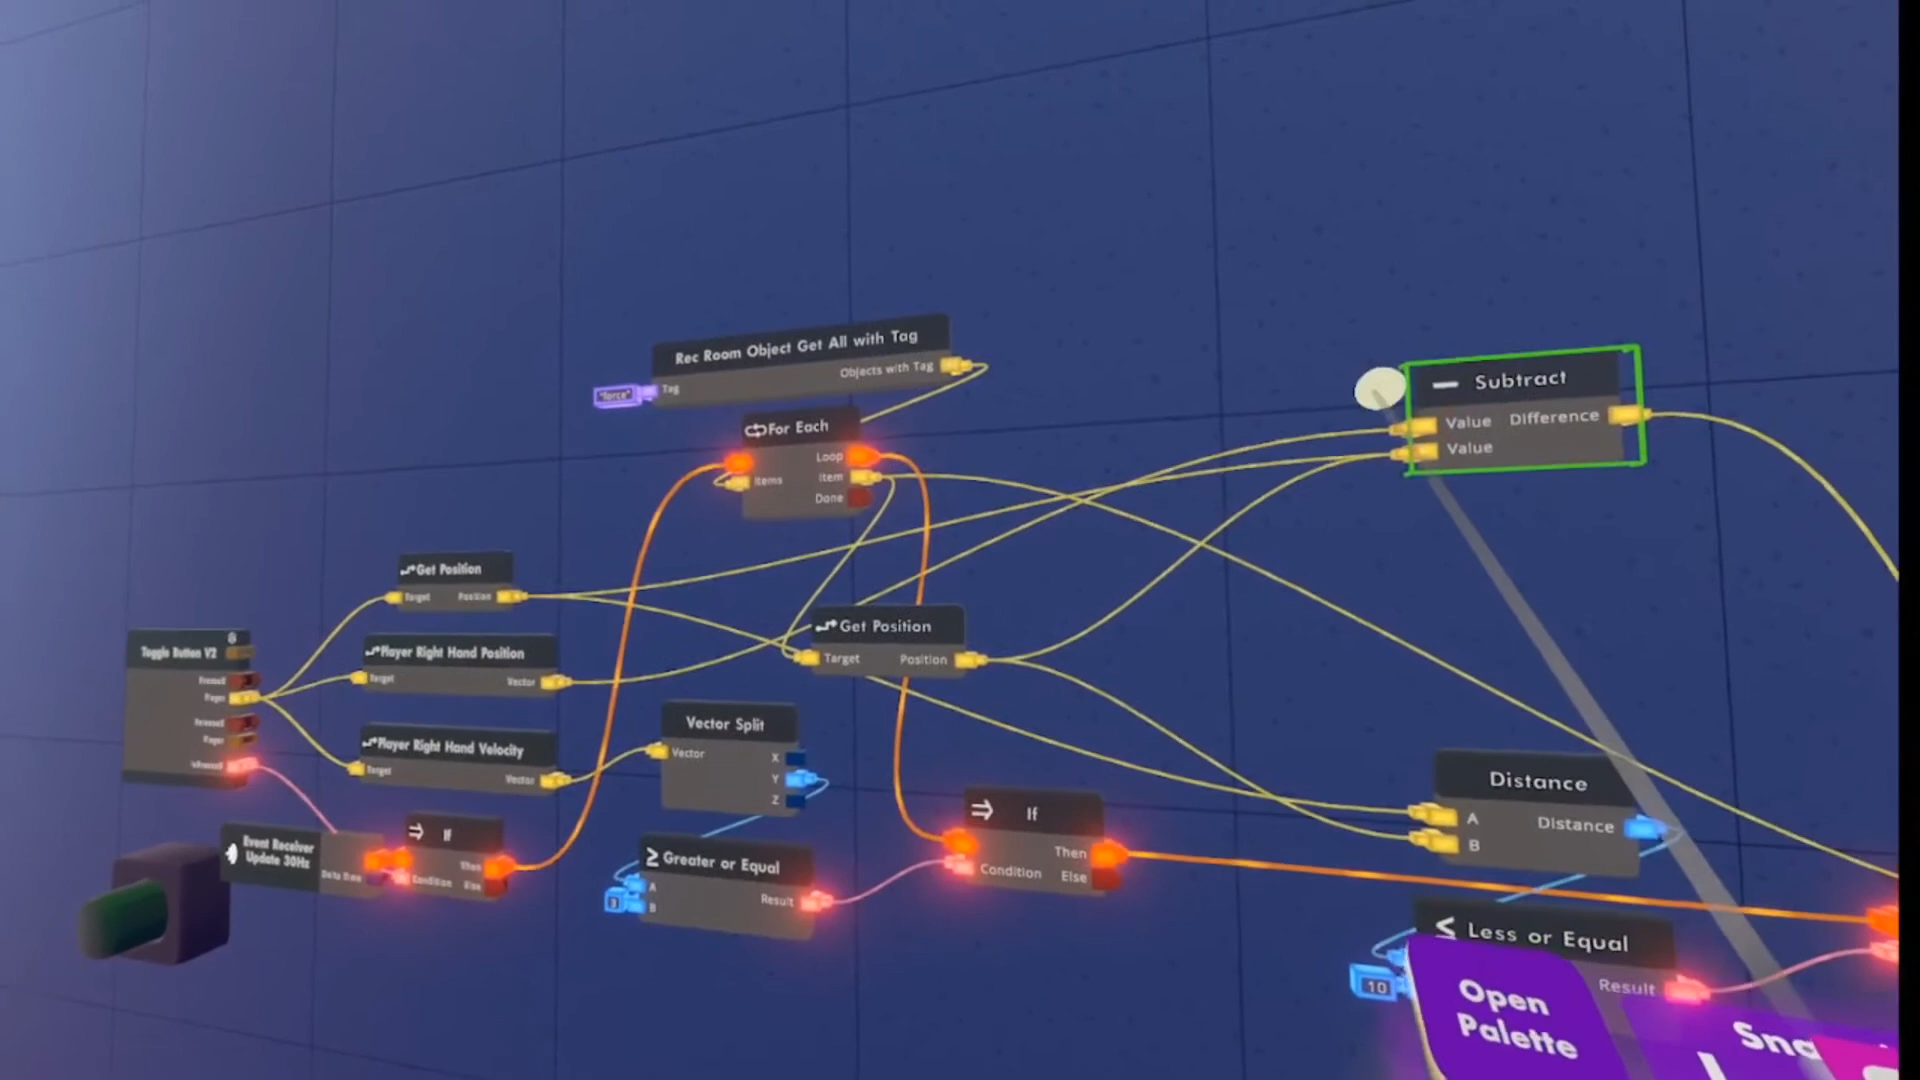 Rec Room Object Get All with Tag
Objects with Tag
"force"
Tag
For Each
Loop
Items
Item
Done
Subtract
Value
Difference
Value
Get Position
Target
Position
Toggle Button V2
Player Right Hand Position
Target
Vector
Get Position
Target
Position
Player Right Hand Velocity
Target
Vector
Vector Split
Vector
X
Y
Z
Event Receiver
Update 30Hz
Delta time
If
Then
Condition
Else
Greater or Equal
A
3
B
Result
If
Then
Condition
Else
Distance
A
Distance
B
Less or Equal
10
Result
Open
Palette